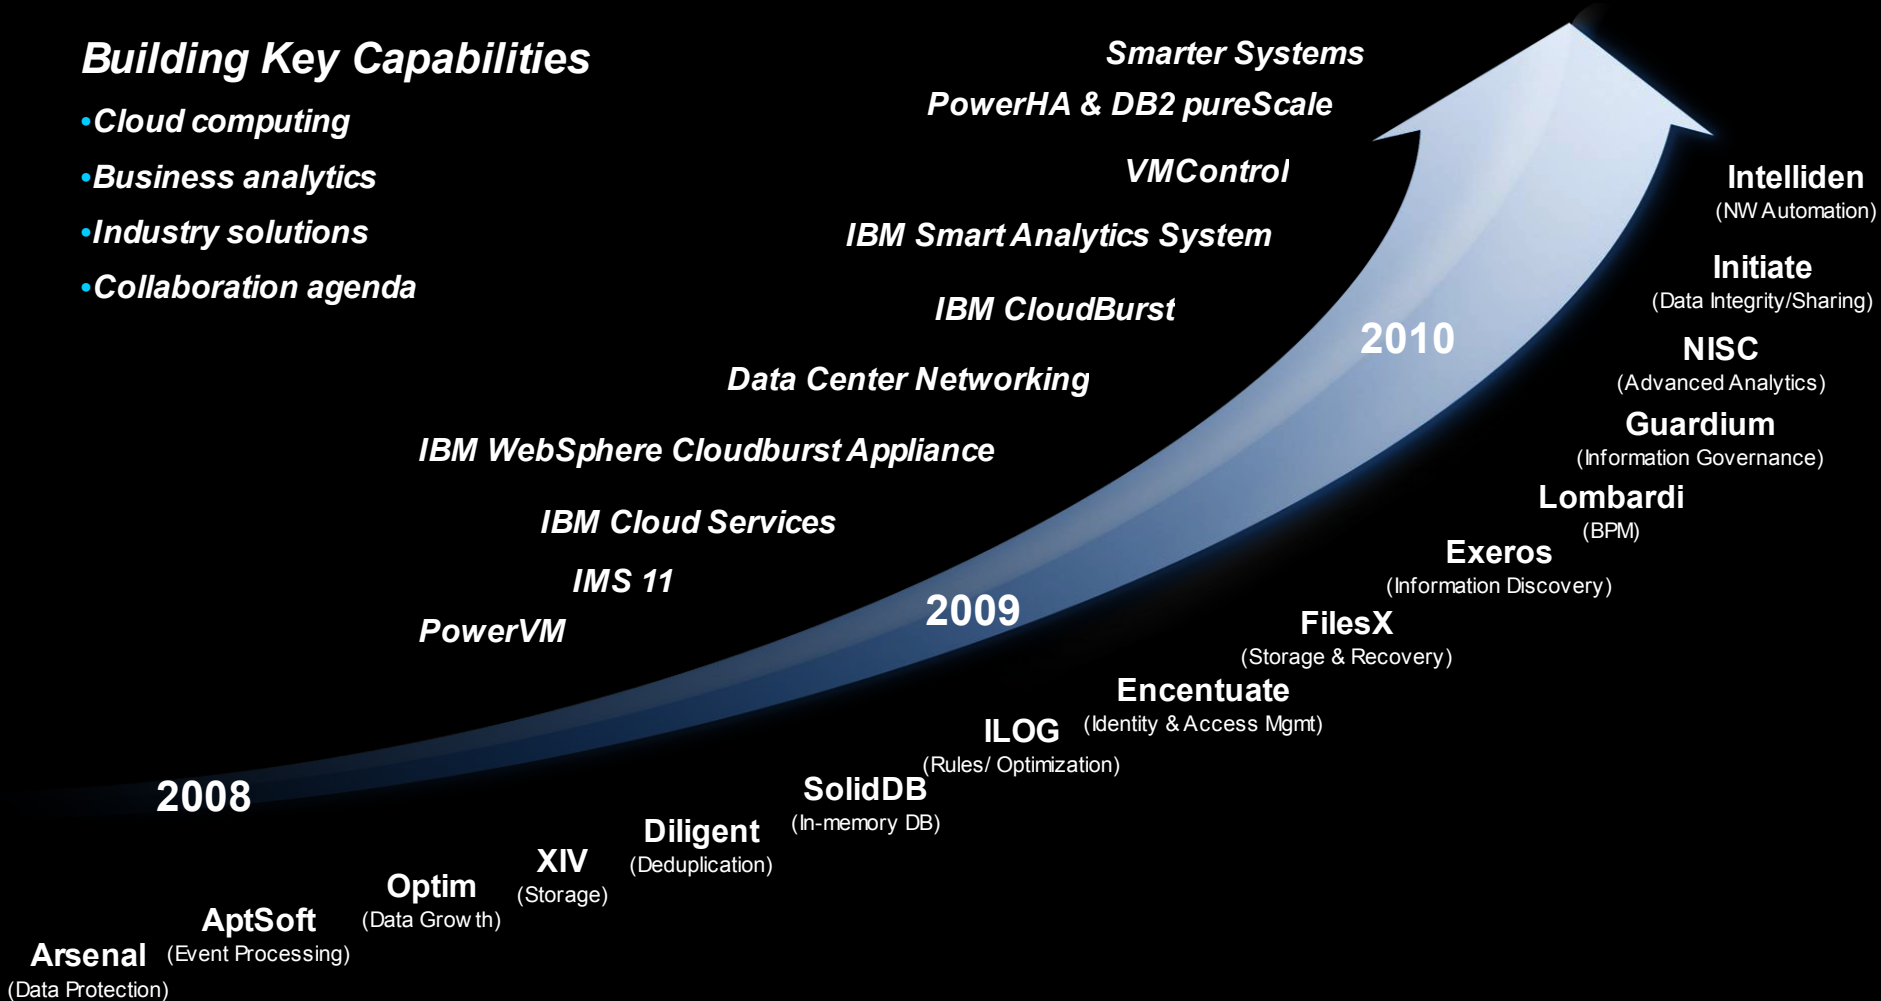 Building Key Capabilities
•Cloud computing
•Business analytics
•Industry solutions
•Collaboration agenda
Smarter Systems
PowerHA & DB2 pureScale
VMControl
IBM Smart Analytics System
IBM CloudBurst
Data Center Networking
IBM WebSphere Cloudburst Appliance
IBM Cloud Services
IMS 11
PowerVM
2008
2009
2010
Arsenal
(Data Protection)
AptSoft
(Event Processing)
Optim
(Data Growth)
XIV
(Storage)
Diligent
(Deduplication)
SolidDB
(In-memory DB)
ILOG
(Rules/ Optimization)
Encentuate
(Identity & Access Mgmt)
FilesX
(Storage & Recovery)
Exeros
(Information Discovery)
Lombardi
(BPM)
Guardium
(Information Governance)
NISC
(Advanced Analytics)
Initiate
(Data Integrity/Sharing)
Intelliden
(NW Automation)